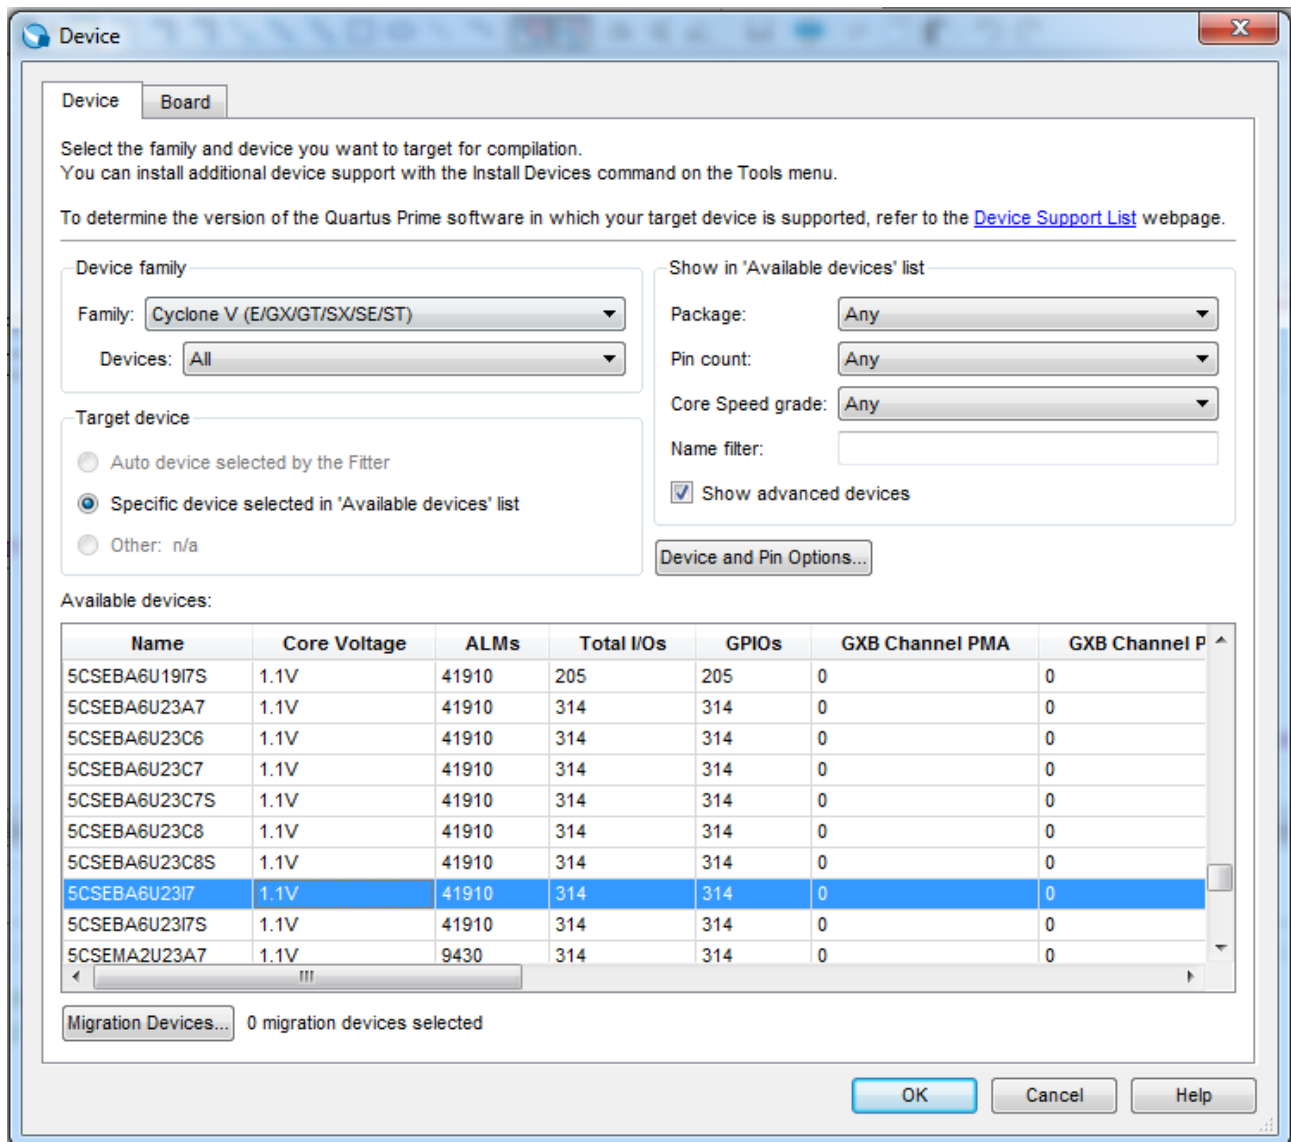 Device
Device Board
Select the family and device you want to target for compilation.
You can install additional device support with the Install Devices command on the Tools menu.
To determine the version of the Quartus Prime software in which your target device is supported, refer to the Device Support List webpage.
Device family
Family: Cyclone V (E/GX/GT/SX/SE/ST)
Devices: All
Target device
Auto device selected by the Fitter
Specific device selected in 'Available devices' list
Other: n/a
Show in 'Available devices' list
Package: Any
Pin count: Any
Core Speed grade: Any
Name filter:
Show advanced devices
Device and Pin Options...
Available devices:
Name Core Voltage ALMs Total I/Os GPIOs GXB Channel PMA GXB Channel P
5CSEBA6U19I7S 1.1V 41910 205 205 0 0
5CSEBA6U23A7 1.1V 41910 314 314 0 0
5CSEBA6U23C6 1.1V 41910 314 314 0 0
5CSEBA6U23C7 1.1V 41910 314 314 0 0
5CSEBA6U23C7S 1.1V 41910 314 314 0 0
5CSEBA6U23C8 1.1V 41910 314 314 0 0
5CSEBA6U23C8S 1.1V 41910 314 314 0 0
5CSEBA6U23I7 1.1V 41910 314 314 0 0
5CSEBA6U23I7S 1.1V 41910 314 314 0 0
5CSEMA2U23A7 1.1V 9430 314 314 0 0
Migration Devices... 0 migration devices selected
OK Cancel Help